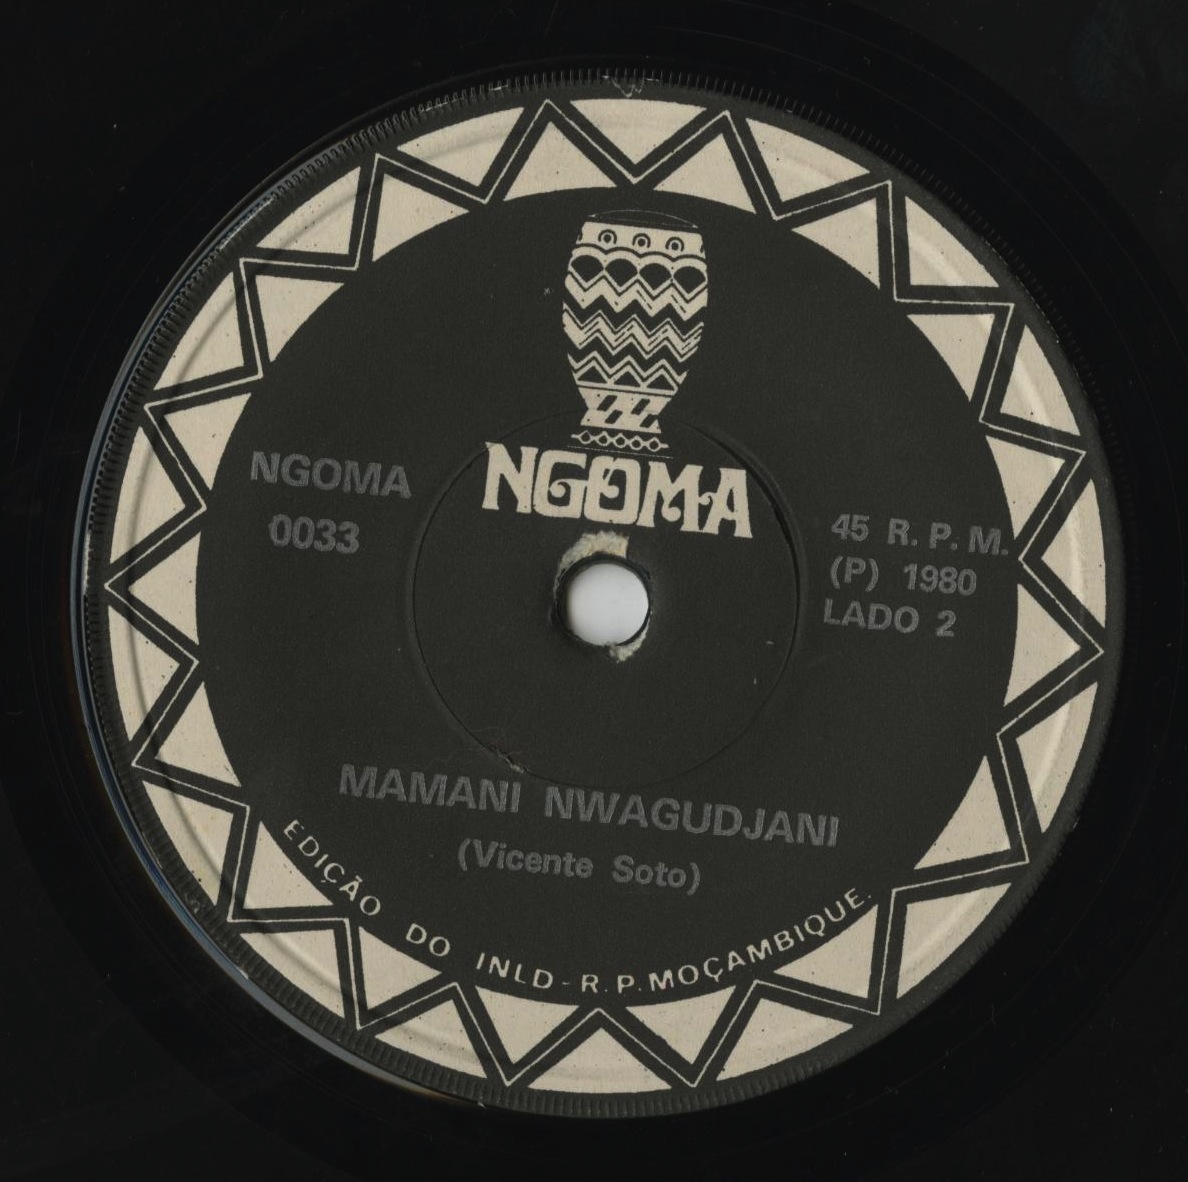 NGOMA
NGOMA
0033
45 R. P. M.
(P) 1980
LADO 2
MAMANI NWAGUDJANI
(Vicente Soto)
EDIÇÃO DO INLD - R. P. MOÇAMBIQUE.